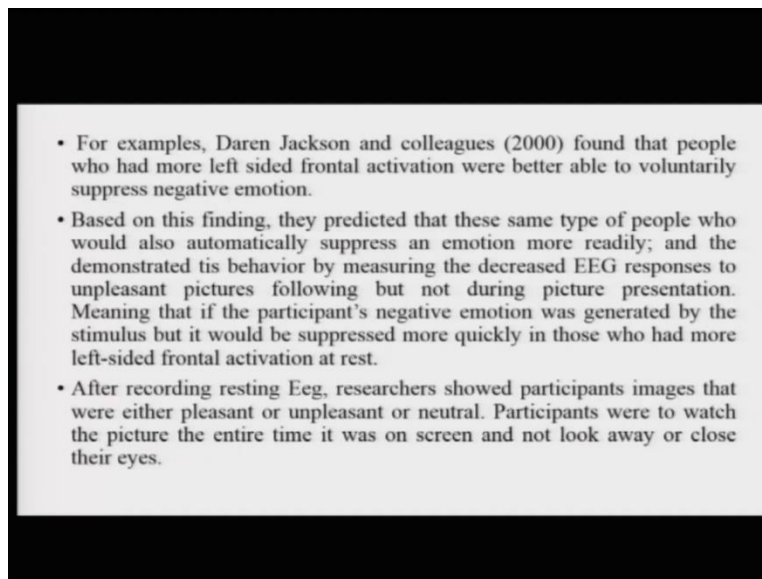 • For examples, Daren Jackson and colleagues (2000) found that people
who had more left sided frontal activation were better able to voluntarily
suppress negative emotion.
• Based on this finding, they predicted that these same type of people who
would also automatically suppress an emotion more readily; and the
demonstrated tis behavior by measuring the decreased EEG responses to
unpleasant pictures following but not during picture presentation.
Meaning that if the participant's negative emotion was generated by the
stimulus but it would be suppressed more quickly in those who had more
left-sided frontal activation at rest.
• After recording resting Eeg, researchers showed participants images that
were either pleasant or unpleasant or neutral. Participants were to watch
the picture the entire time it was on screen and not look away or close
their eyes.